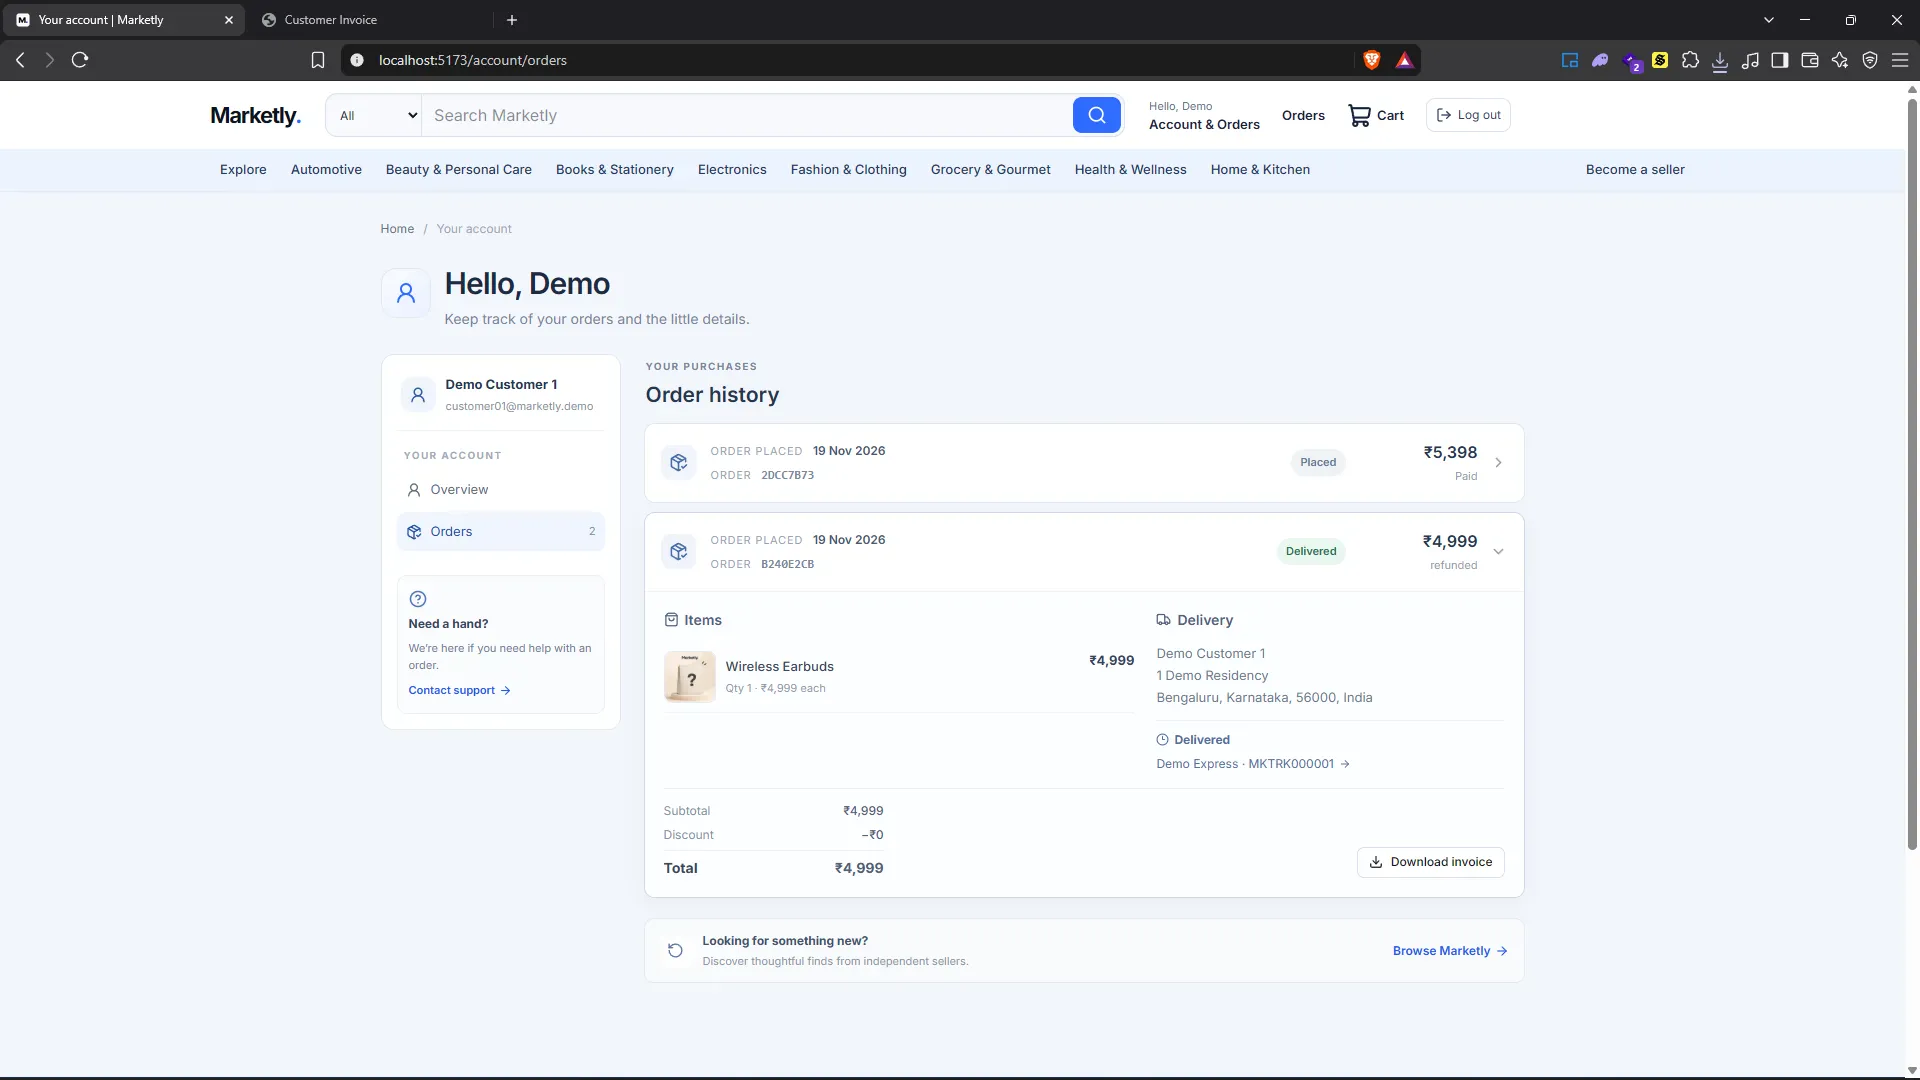 Your account | Marketly
Customer Invoice
localhost:5173/account/orders
2
Marketly.
All
Search Marketly
Hello, Demo
Account & Orders
Orders
Cart
Log out
Explore
Automotive
Beauty & Personal Care
Books & Stationery
Electronics
Fashion & Clothing
Grocery & Gourmet
Health & Wellness
Home & Kitchen
Become a seller
Home / Your account
Hello, Demo
Keep track of your orders and the little details.
Demo Customer 1
customer01@marketly.demo
YOUR ACCOUNT
Overview
Orders 2
Need a hand?
We're here if you need help with an
order.
Contact support →
YOUR PURCHASES
Order history
ORDER PLACED 19 Nov 2026
ORDER 2DCC7B73
Placed
₹5,398
Paid
ORDER PLACED 19 Nov 2026
ORDER B240E2CB
Delivered
₹4,999
refunded
Items
Marketly
?
Wireless Earbuds
Qty 1 · ₹4,999 each
₹4,999
Delivery
Demo Customer 1
1 Demo Residency
Bengaluru, Karnataka, 56000, India
Delivered
Demo Express · MKTRK000001 →
Subtotal ₹4,999
Discount −₹0
Total ₹4,999
Download invoice
Looking for something new?
Discover thoughtful finds from independent sellers.
Browse Marketly →